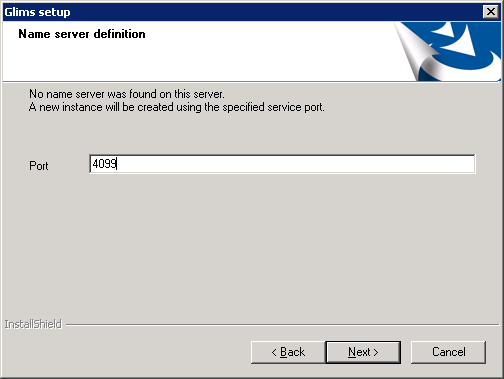 Glims setup
Name server definition
No name server was found on this server.
A new instance will be created using the specified service port.
Port
4099
InstallShield
< Back
Next >
Cancel